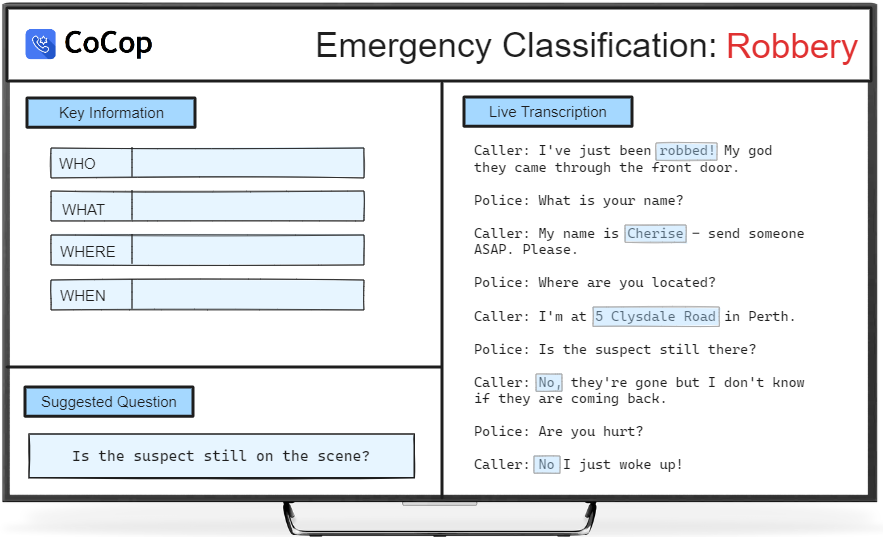 CoCop
Emergency Classification: Robbery
Key Information
WHO
WHAT
WHERE
WHEN
Suggested Question
Is the suspect still on the scene?
Live Transcription
Caller: I've just been robbed! My god
they came through the front door.
Police: What is your name?
Caller: My name is Cherise – send someone
ASAP. Please.
Police: Where are you located?
Caller: I'm at 5 Clysdale Road in Perth.
Police: Is the suspect still there?
Caller: No, they're gone but I don't know
if they are coming back.
Police: Are you hurt?
Caller: No I just woke up!